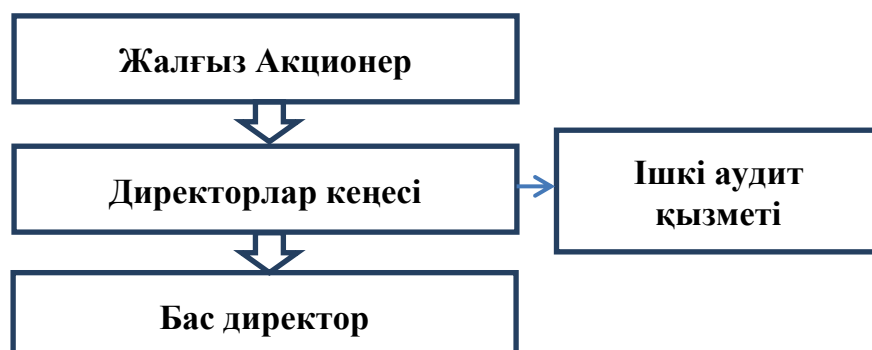 Жалғыз Акционер
Директорлар кеңесі
Ішкі аудит
қызметі
Бас директор